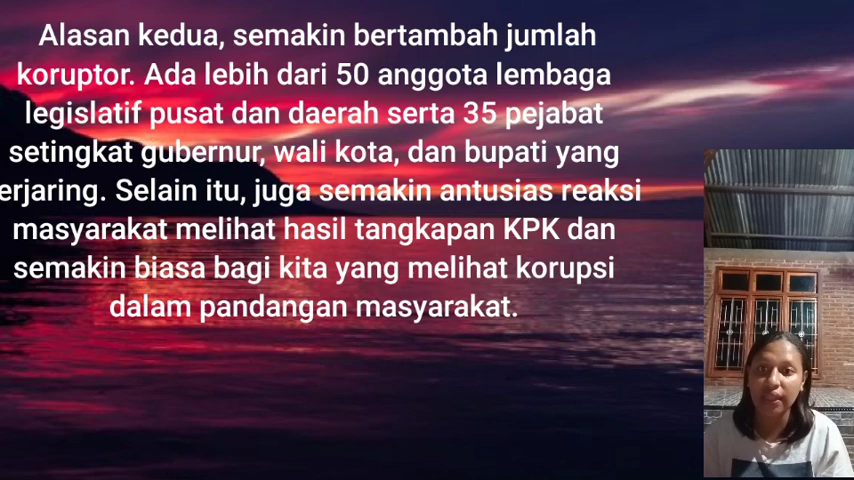 Alasan kedua, semakin bertambah jumlah
koruptor. Ada lebih dari 50 anggota lembaga
legislatif pusat dan daerah serta 35 pejabat
setingkat gubernur, wali kota, dan bupati yang
erjaring. Selain itu, juga semakin antusias reaksi
masyarakat melihat hasil tangkapan KPK dan
semakin biasa bagi kita yang melihat korupsi
dalam pandangan masyarakat.